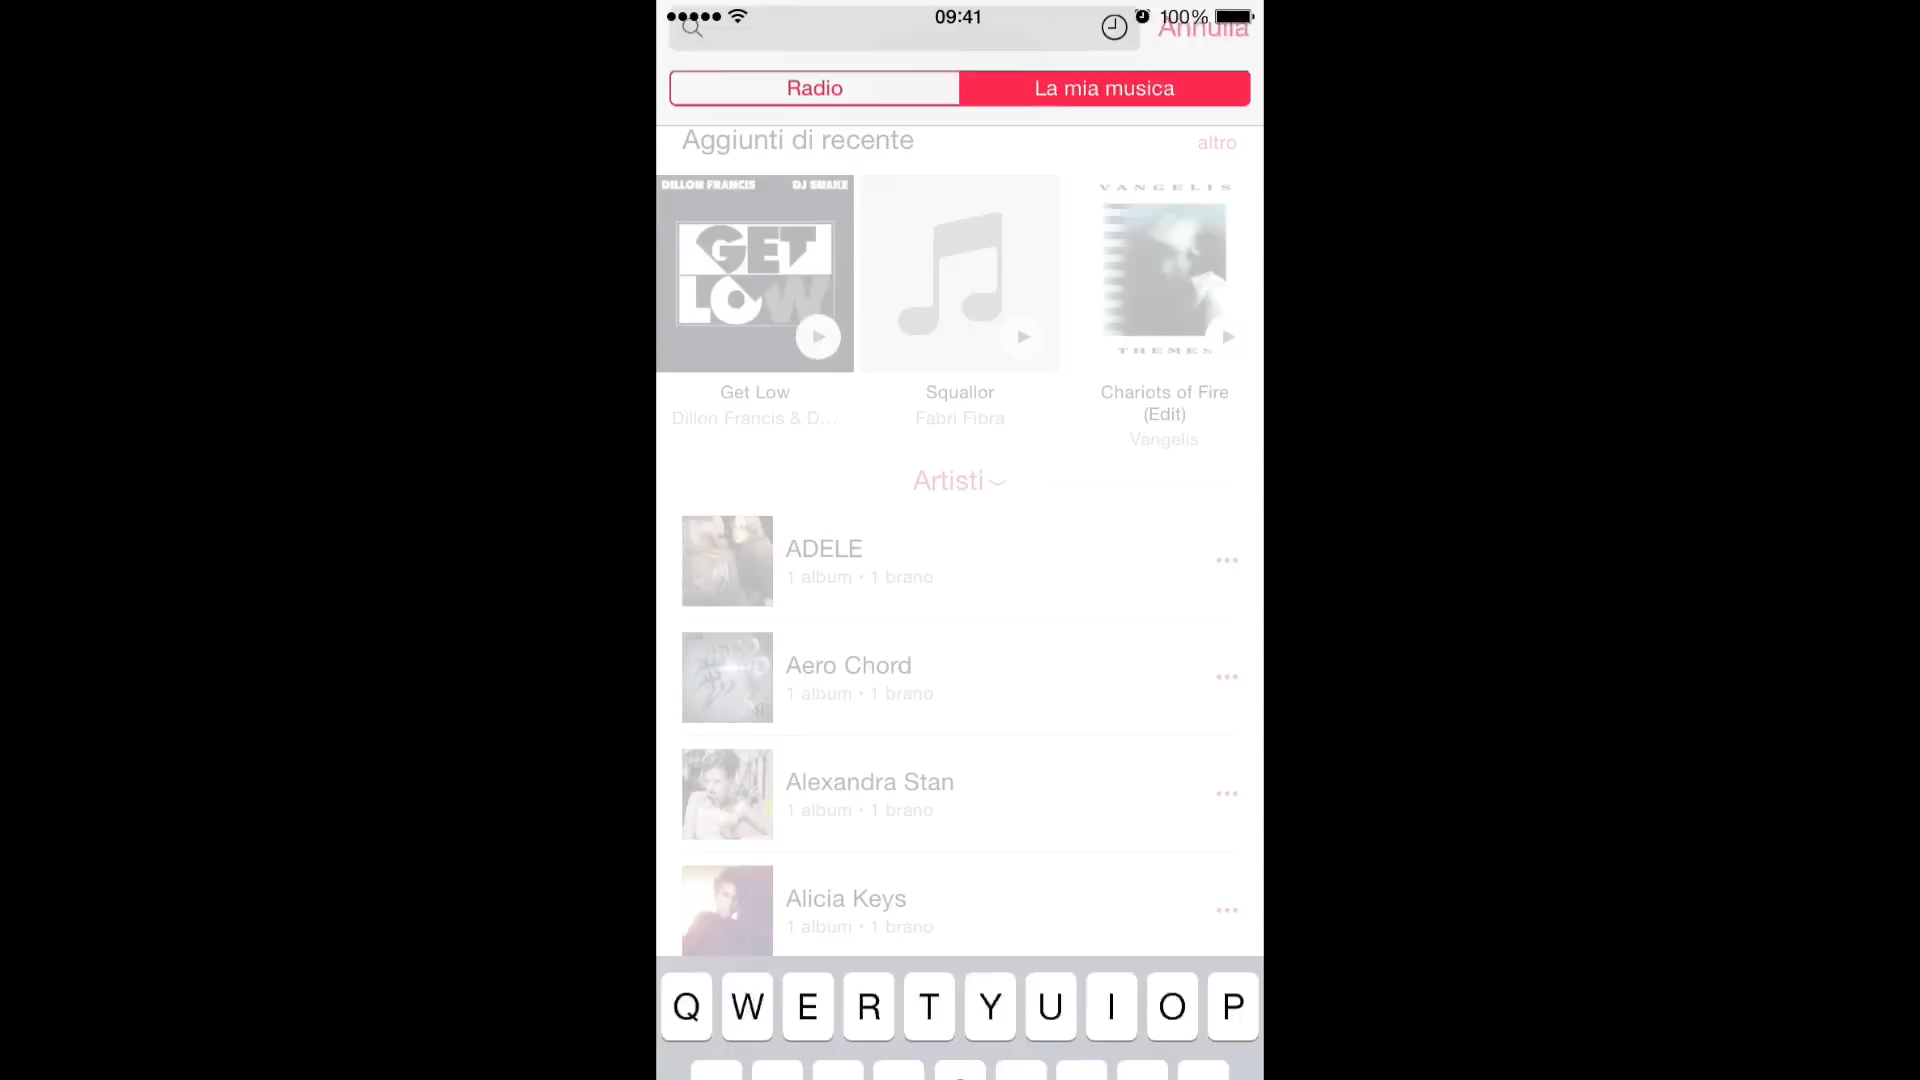 09:41
100%
Annulla
Radio
La mia musica
Aggiunti di recente
altro
DILLON FRANCIS
DJ SNAKE
GET
LOW
VANGELIS
THEMES
Get Low
Dillon Francis & D...
Squallor
Fabri Fibra
Chariots of Fire
(Edit)
Vangelis
Artisti
ADELE
1 album • 1 brano
Aero Chord
1 album • 1 brano
Alexandra Stan
1 album • 1 brano
Alicia Keys
1 album • 1 brano
Q W E R T Y U I O P